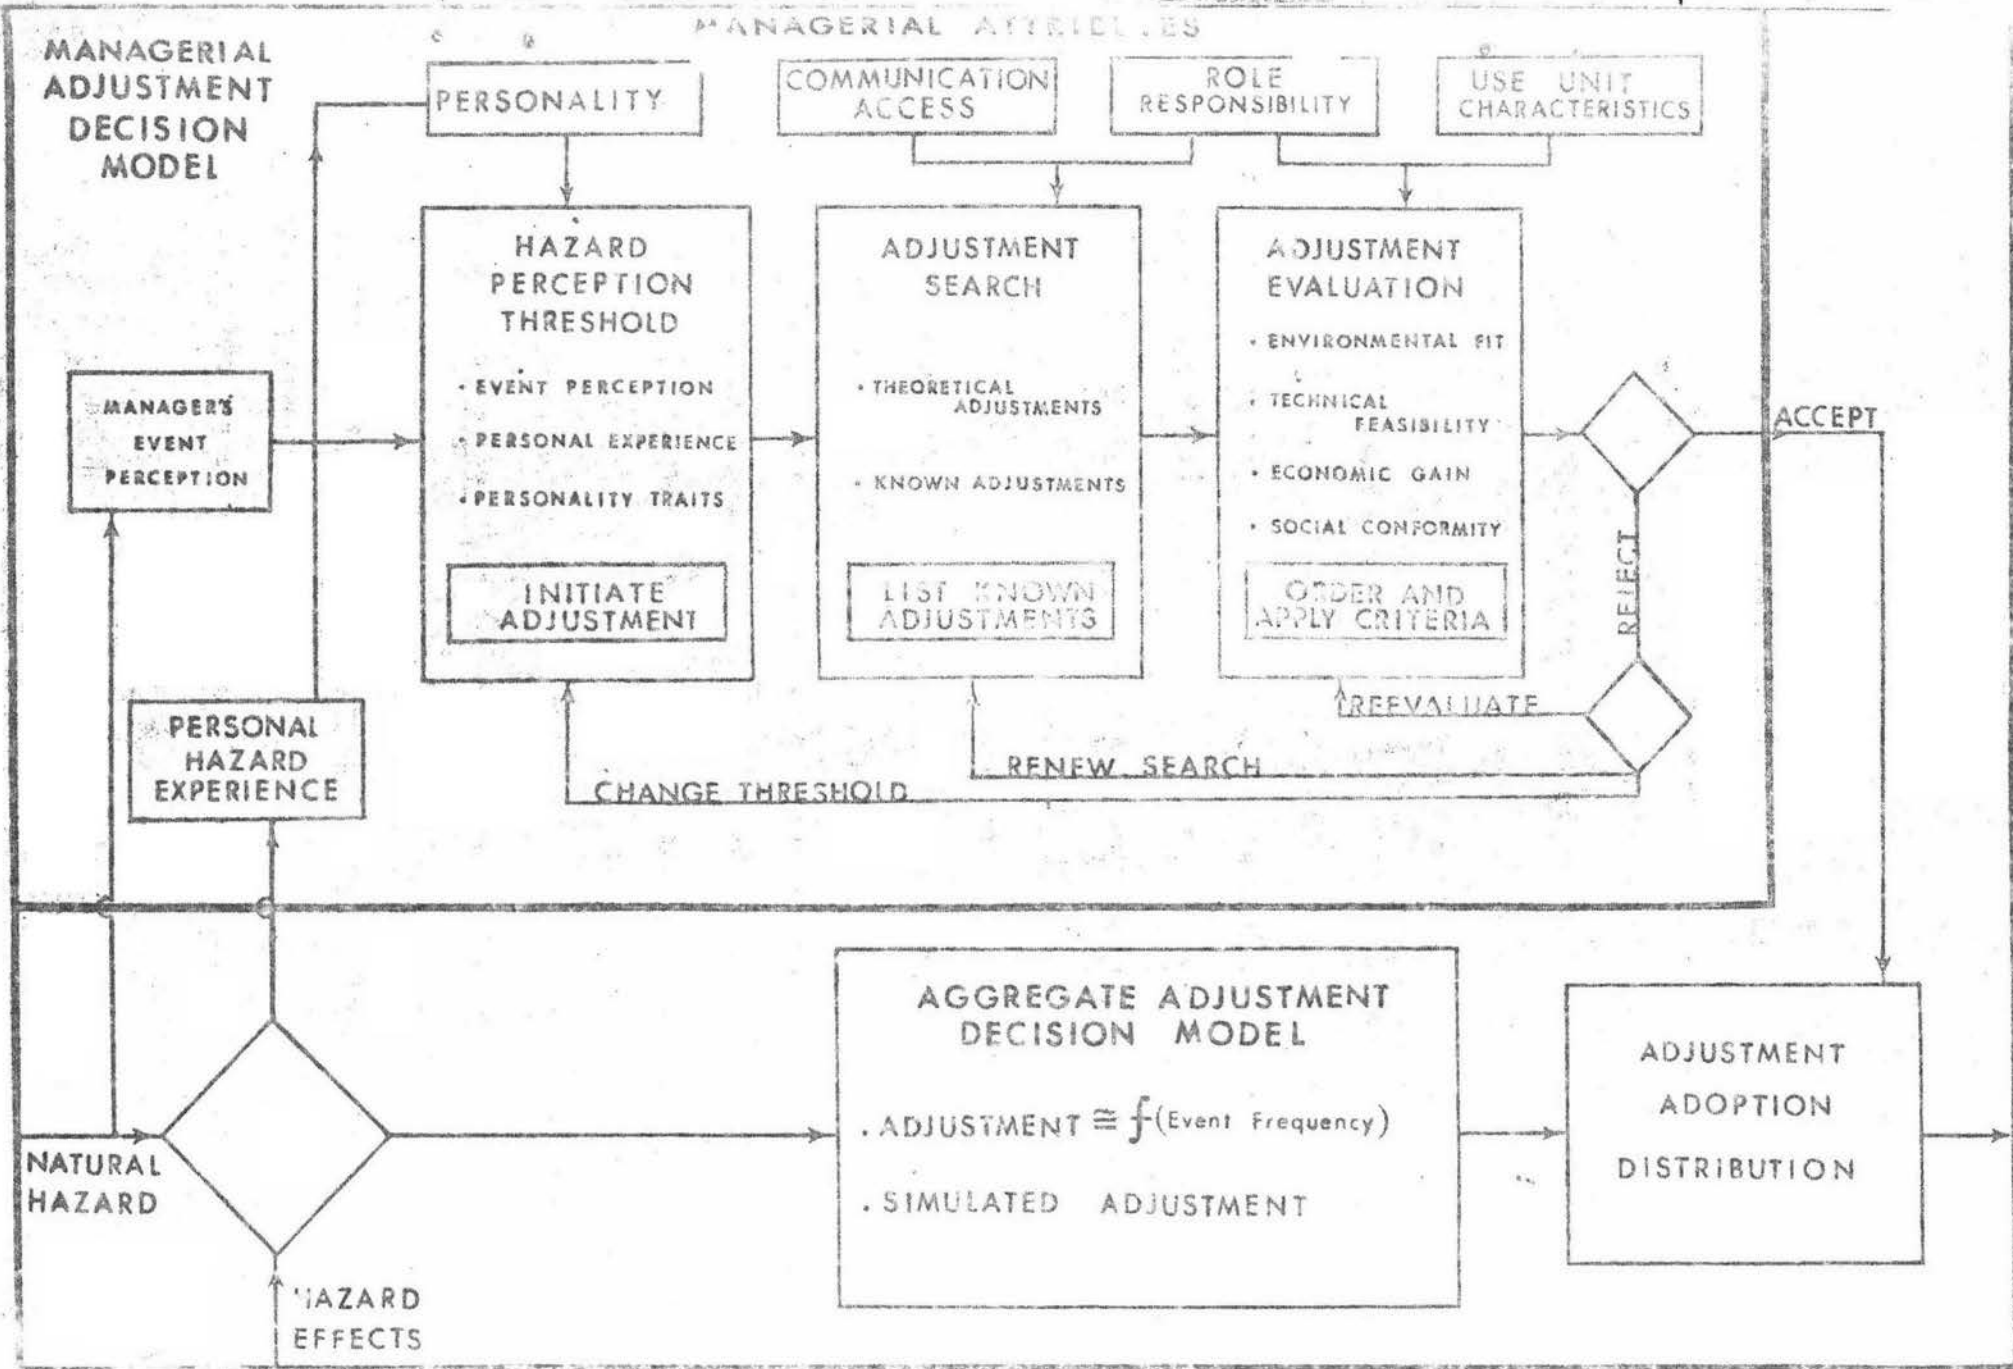 MANAGERIAL ATTRIBUTES
MANAGERIAL
ADJUSTMENT
DECISION
MODEL
PERSONALITY
COMMUNICATION
ACCESS
ROLE
RESPONSIBILITY
USE UNIT
CHARACTERISTICS
HAZARD
PERCEPTION
THRESHOLD
• EVENT PERCEPTION
• PERSONAL EXPERIENCE
• PERSONALITY TRAITS
INITIATE
ADJUSTMENT
ADJUSTMENT
SEARCH
• THEORETICAL
ADJUSTMENTS
• KNOWN ADJUSTMENTS
LIST KNOWN
ADJUSTMENTS
ADJUSTMENT
EVALUATION
• ENVIRONMENTAL FIT
• TECHNICAL
FEASIBILITY
• ECONOMIC GAIN
• SOCIAL CONFORMITY
ORDER AND
APPLY CRITERIA
MANAGER'S
EVENT
PERCEPTION
ACCEPT
REJECT
REEVALUATE
RENEW SEARCH
CHANGE THRESHOLD
PERSONAL
HAZARD
EXPERIENCE
AGGREGATE ADJUSTMENT
DECISION MODEL
. ADJUSTMENT ≅ f(Event Frequency)
. SIMULATED ADJUSTMENT
ADJUSTMENT
ADOPTION
DISTRIBUTION
NATURAL
HAZARD
HAZARD
EFFECTS